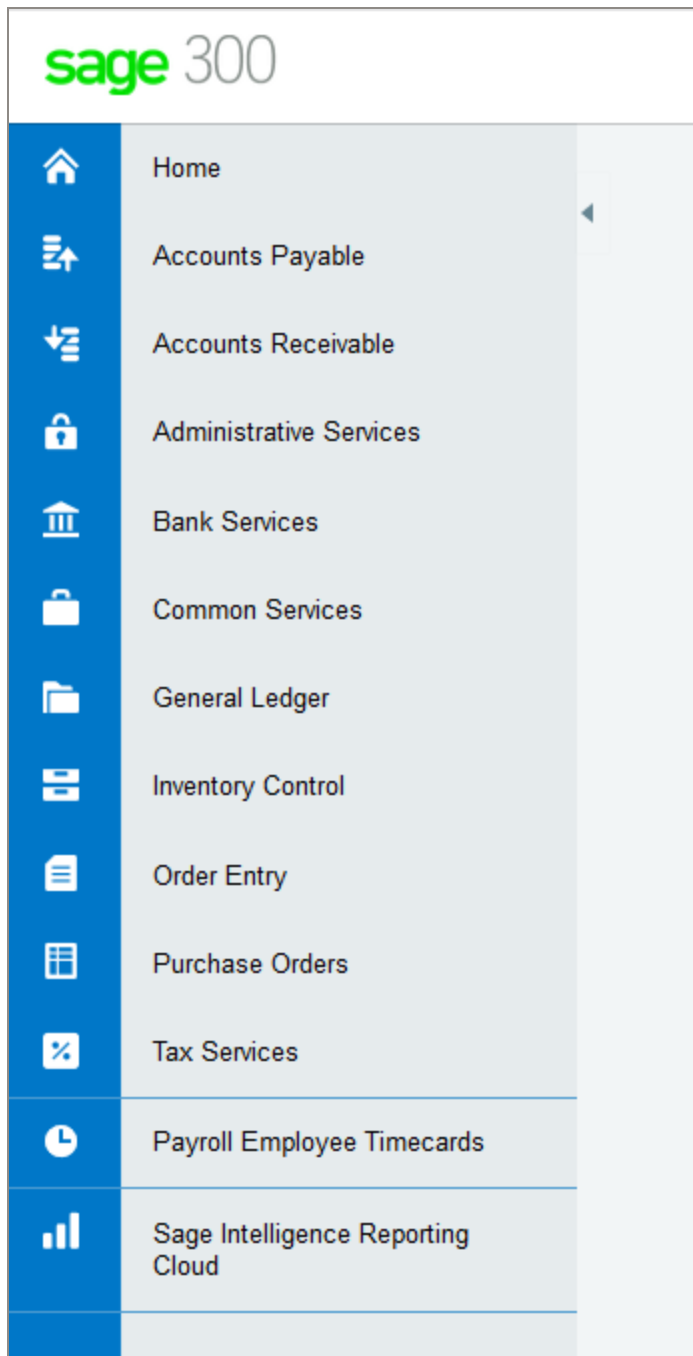 sage 300
Home
Accounts Payable
Accounts Receivable
Administrative Services
Bank Services
Common Services
General Ledger
Inventory Control
Order Entry
Purchase Orders
Tax Services
Payroll Employee Timecards
Sage Intelligence Reporting
Cloud